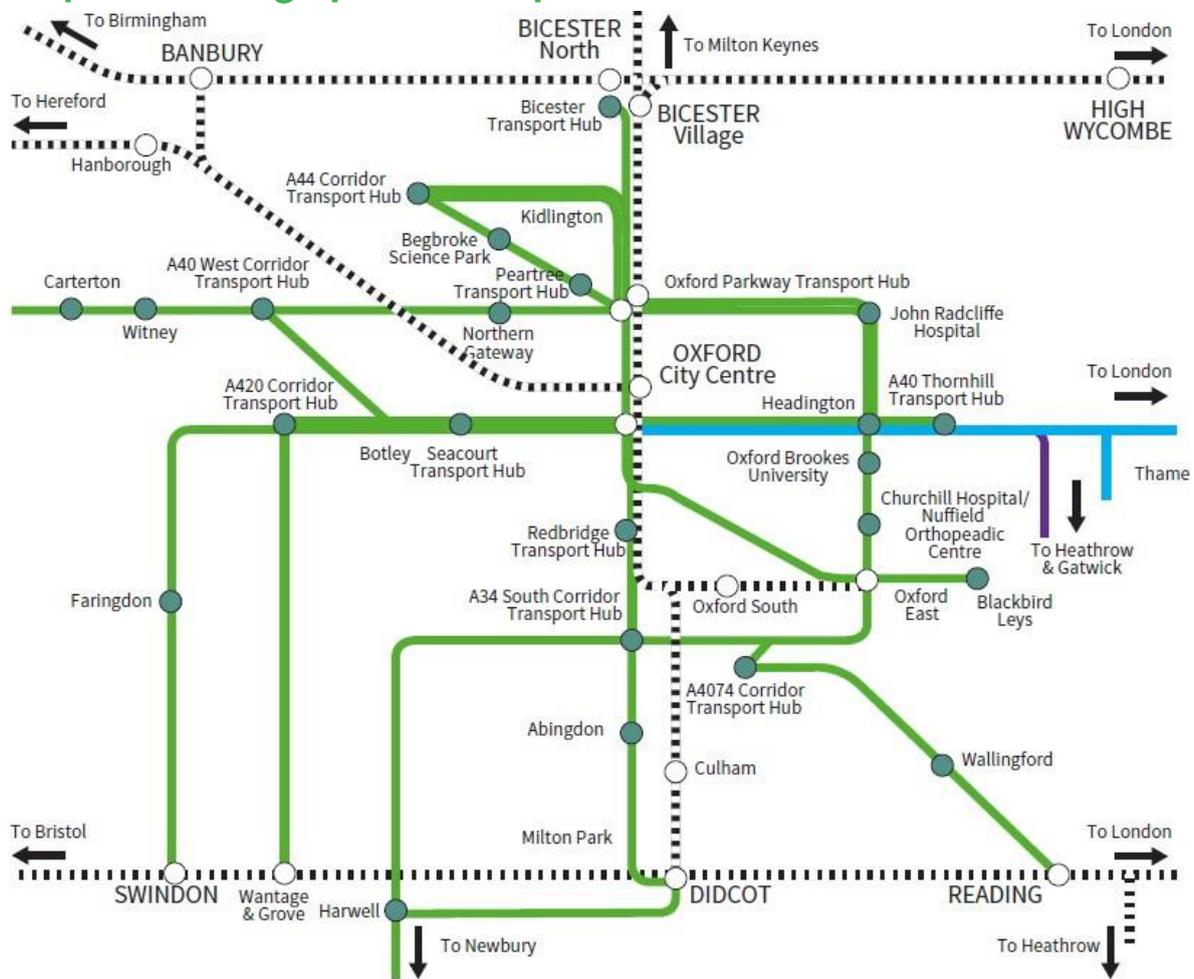 To Birmingham
BANBURY
BICESTER
North
To Milton Keynes
To London
To Hereford
Bicester
Transport Hub
BICESTER
Village
HIGH
WYCOMBE
Hanborough
A44 Corridor
Transport Hub
Kidlington
Begbroke
Science Park
Carterton
A40 West Corridor
Transport Hub
Peartree
Transport Hub
Oxford Parkway Transport Hub
Witney
Northern
Gateway
John Radcliffe
Hospital
OXFORD
City Centre
A420 Corridor
Transport Hub
Headington
A40 Thornhill
Transport Hub
To London
Botley
Seacourt
Transport Hub
Oxford Brookes
University
Thame
Churchill Hospital/
Nuffield
Orthopeadic
Centre
Redbridge
Transport Hub
To Heathrow
& Gatwick
Faringdon
A34 South Corridor
Transport Hub
Oxford South
Oxford
East
Blackbird
Leys
A4074 Corridor
Transport Hub
Abingdon
Culham
Wallingford
To Bristol
Milton Park
To London
SWINDON
Wantage
& Grove
Harwell
DIDCOT
READING
To Newbury
To Heathrow